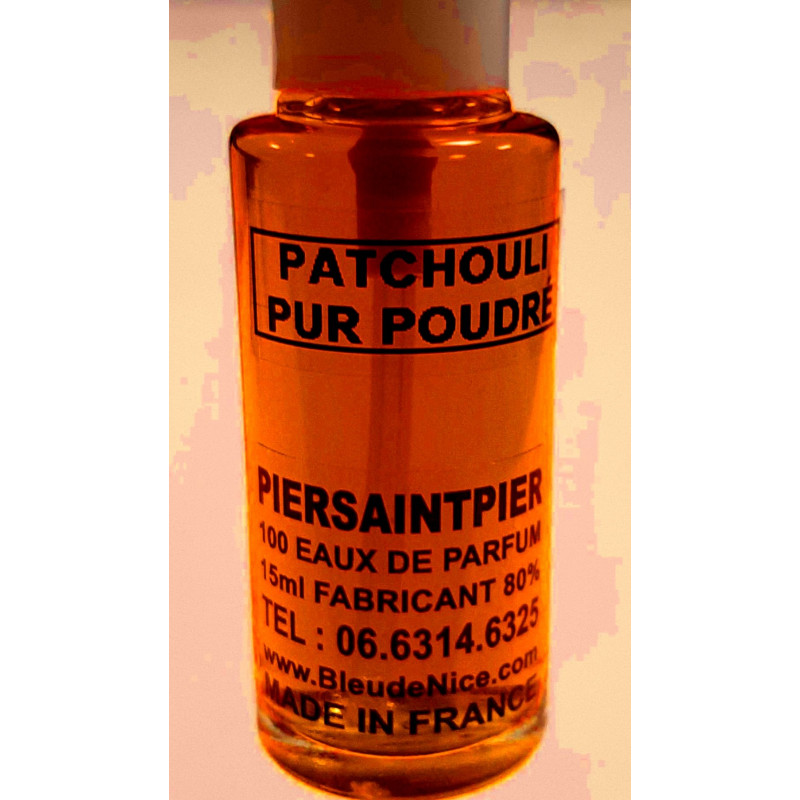 PATCHOULI
PUR POUDRÉ
PIERSAINTPIER
100 EAUX DE PARFUM
15ml FABRICANT 80%
TEL : 06.6314.6325
www.BleudeNice.com
MADE IN FRANCE